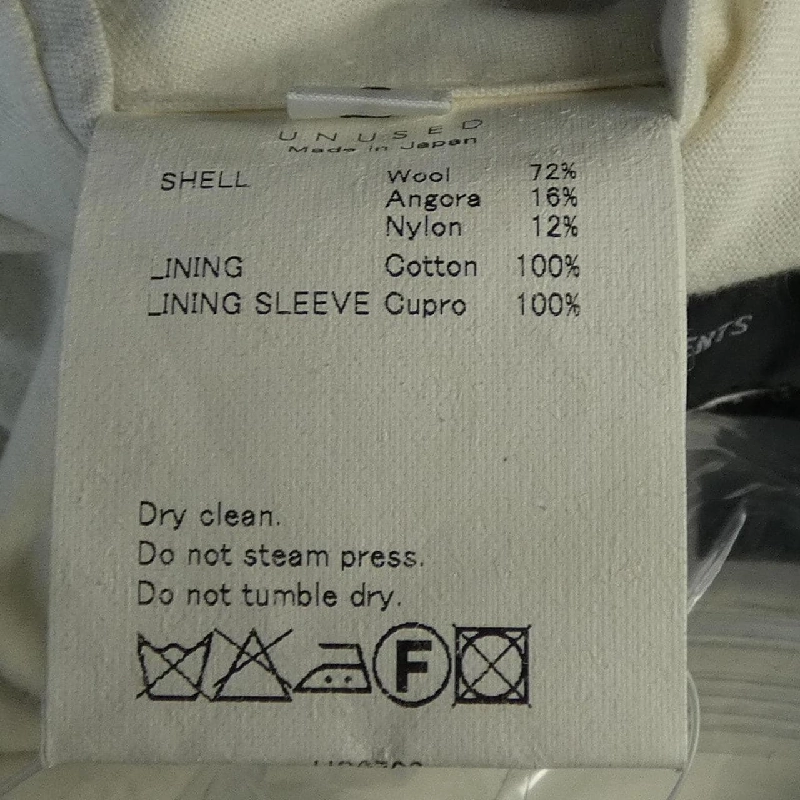 UNUSED
Made in Japan
SHELL Wool 72%
Angora 16%
Nylon 12%
LINING Cotton 100%
LINING SLEEVE Cupro 100%
ENTS
Dry clean.
Do not steam press.
Do not tumble dry.
F